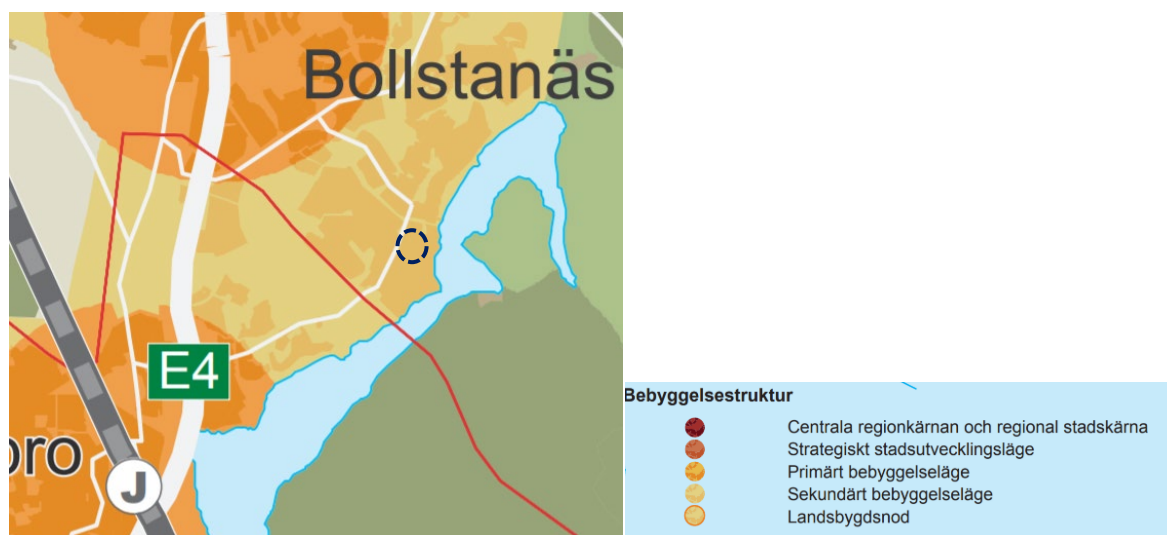 Bollstanäs
E4
oro
J
Bebyggelsestruktur
Centrala regionkärnan och regional stadskärna
Strategiskt stadsutvecklingsläge
Primärt bebyggelseläge
Sekundärt bebyggelseläge
Landsbygdsnod